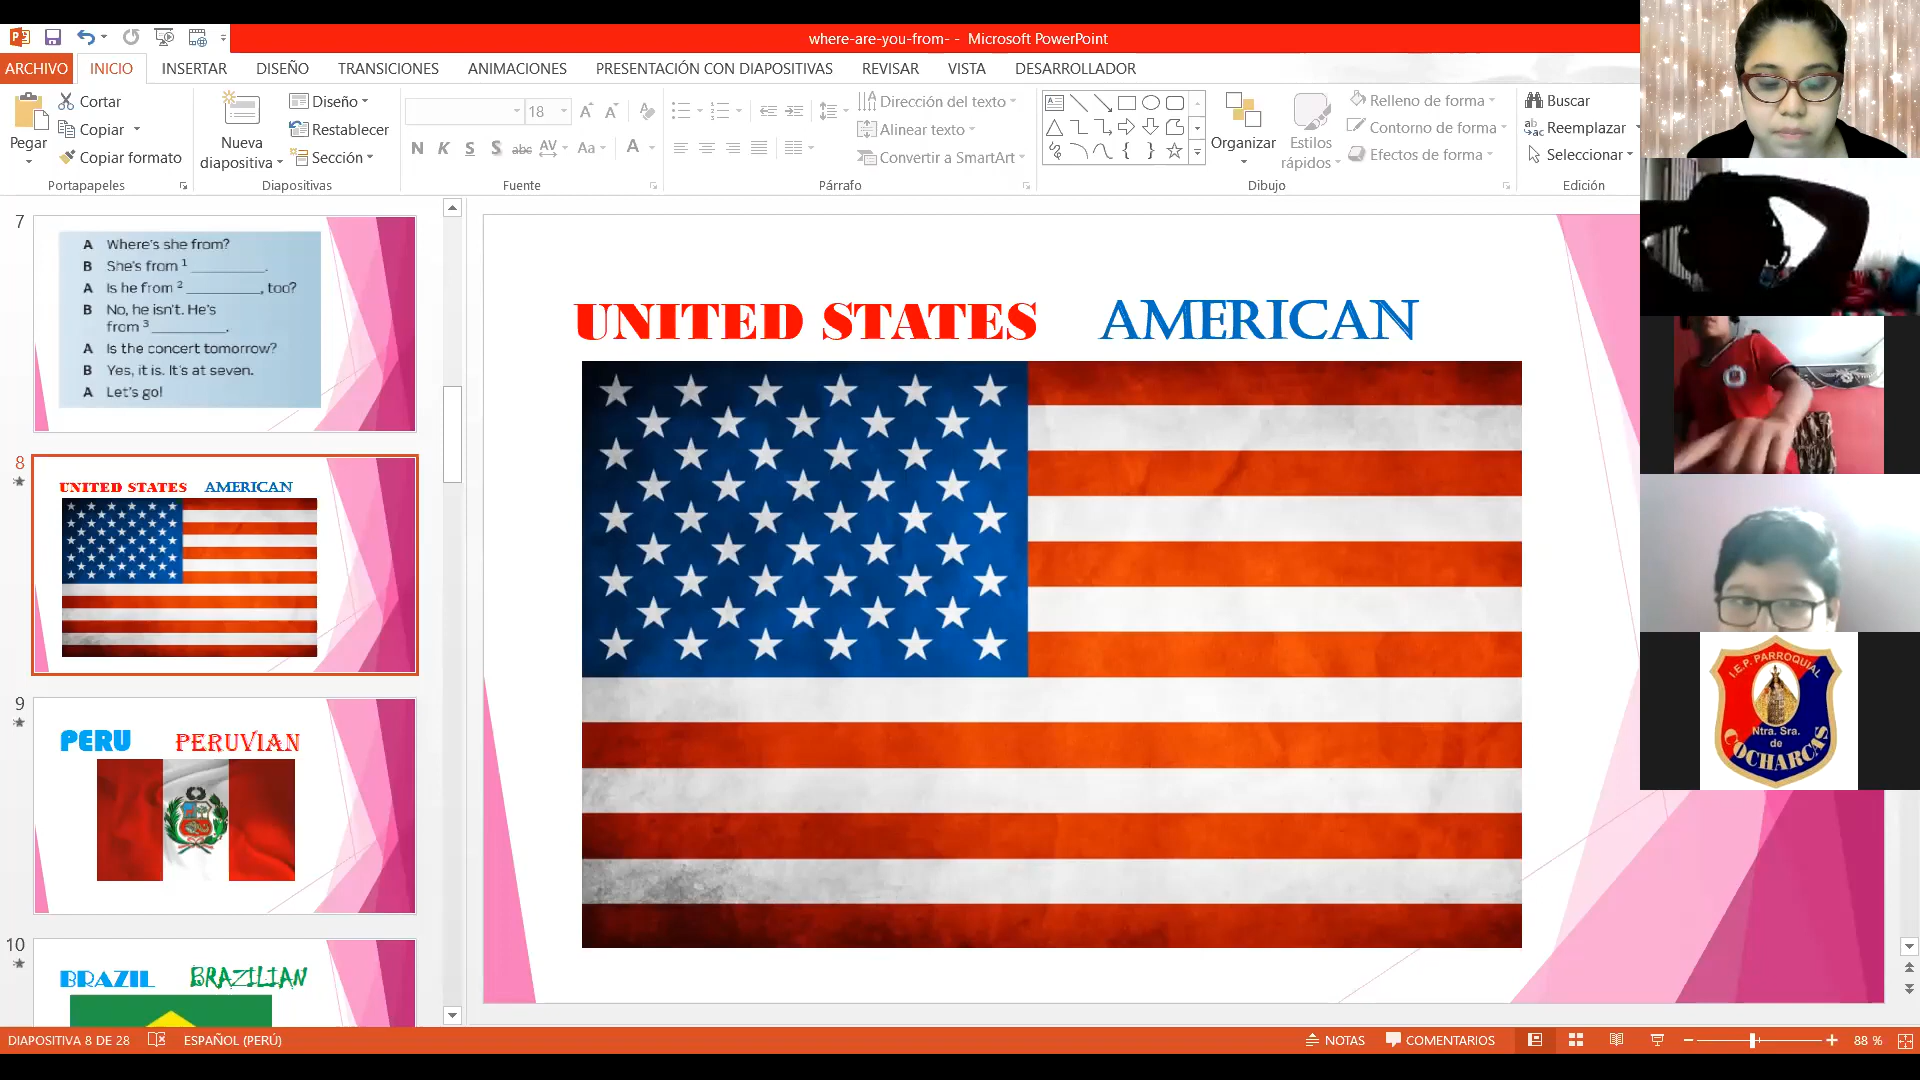 where-are-you-from- - Microsoft PowerPoint
ARCHIVO INICIO INSERTAR DISEÑO TRANSICIONES ANIMACIONES PRESENTACIÓN CON DIAPOSITIVAS REVISAR VISTA DESARROLLADOR
Pegar
Cortar
Copiar
Copiar formato
Portapapeles
Nueva diapositiva
Diseño
Restablecer
Sección
Diapositivas
18
N K S S abc AV Aa A
Fuente
Dirección del texto
Alinear texto
Convertir a SmartArt
Párrafo
Organizar
Estilos rápidos
Relleno de forma
Contorno de forma
Efectos de forma
Dibujo
Buscar
Reemplazar
Seleccionar
Edición
7
A Where's she from?
B She's from 1 __________.
A Is he from 2 __________, too?
B No, he isn't. He's
from 3 __________.
A Is the concert tomorrow?
B Yes, it is. It's at seven.
A Let's go!
8
UNITED STATES AMERICAN
9
PERU PERUVIAN
10
BRAZIL BRAZILIAN
UNITED STATES AMERICAN
I.E.P. PARROQUIAL
Ntra. Sra.
de
COCHARCAS
DIAPOSITIVA 8 DE 28 ESPAÑOL (PERÚ) NOTAS COMENTARIOS 88 %